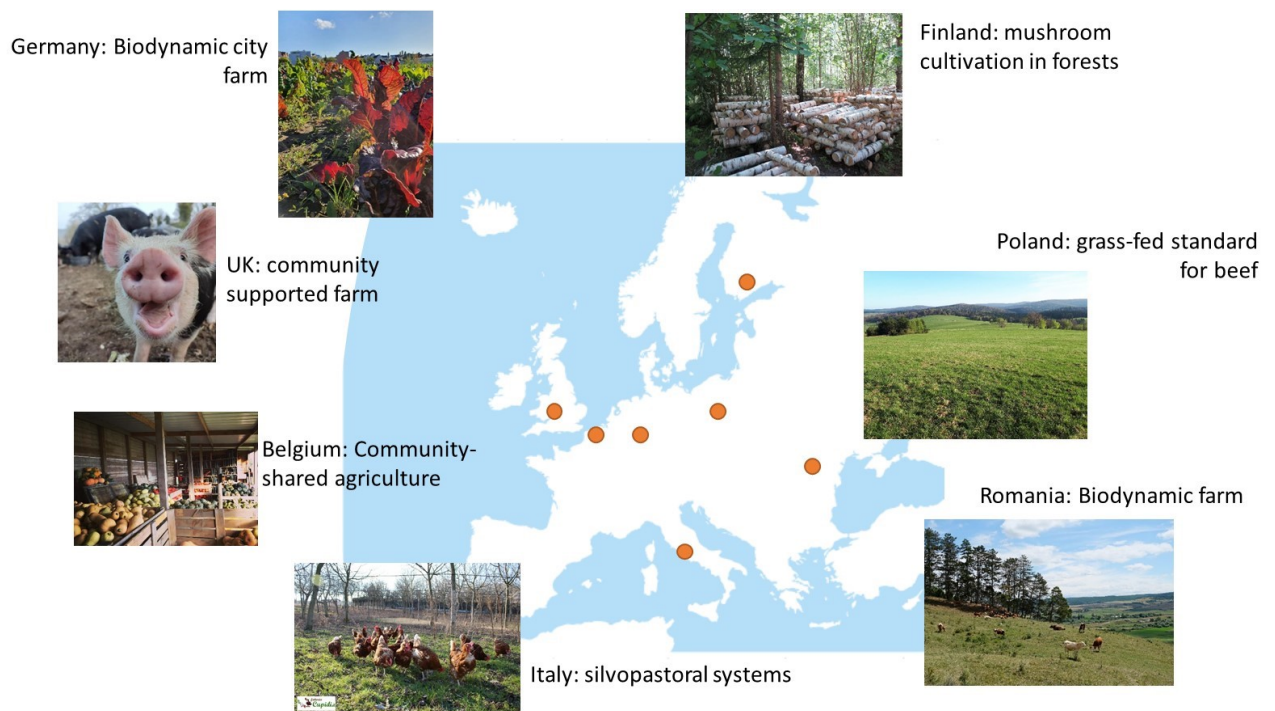 Germany: Biodynamic city
farm
Finland: mushroom
cultivation in forests
UK: community
supported farm
Poland: grass-fed standard
for beef
Belgium: Community-
shared agriculture
Romania: Biodynamic farm
Italy: silvopastoral systems
Cupidi